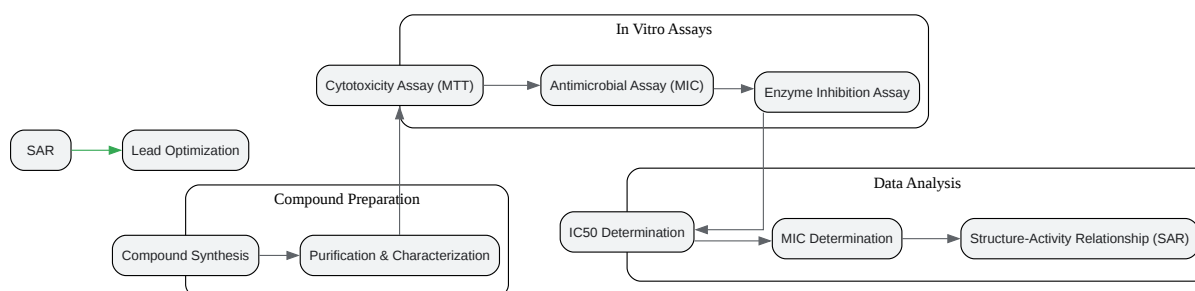 In Vitro Assays
Cytotoxicity Assay (MTT)
Antimicrobial Assay (MIC)
Enzyme Inhibition Assay
SAR
Lead Optimization
Compound Preparation
Compound Synthesis
Purification & Characterization
Data Analysis
IC50 Determination
MIC Determination
Structure-Activity Relationship (SAR)